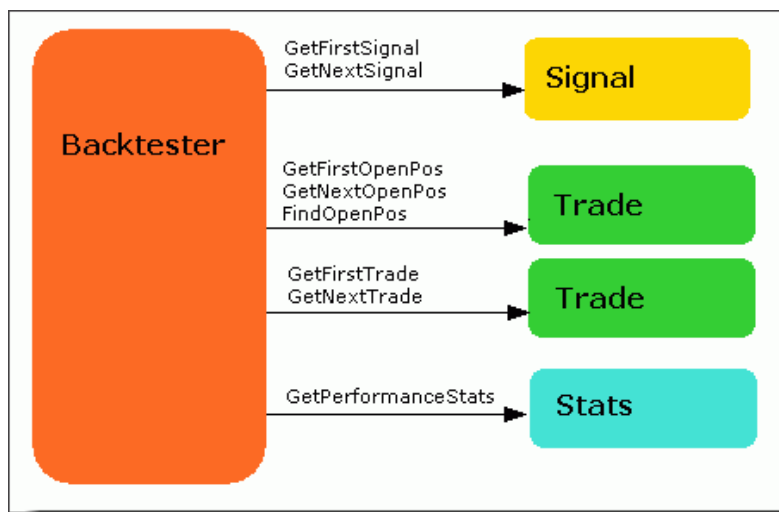 GetFirstSignal
GetNextSignal
Signal
Backtester
GetFirstOpenPos
GetNextOpenPos
FindOpenPos
Trade
GetFirstTrade
GetNextTrade
Trade
GetPerformanceStats
Stats